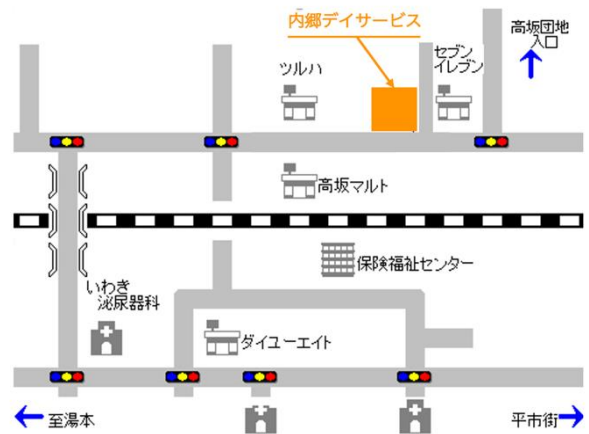 内郷デイサービス
高坂団地
入口
セブン
イレブン
ツルハ
高坂マルト
保険福祉センター
いわき
泌尿器科
ダイユーエイト
至湯本
平市街